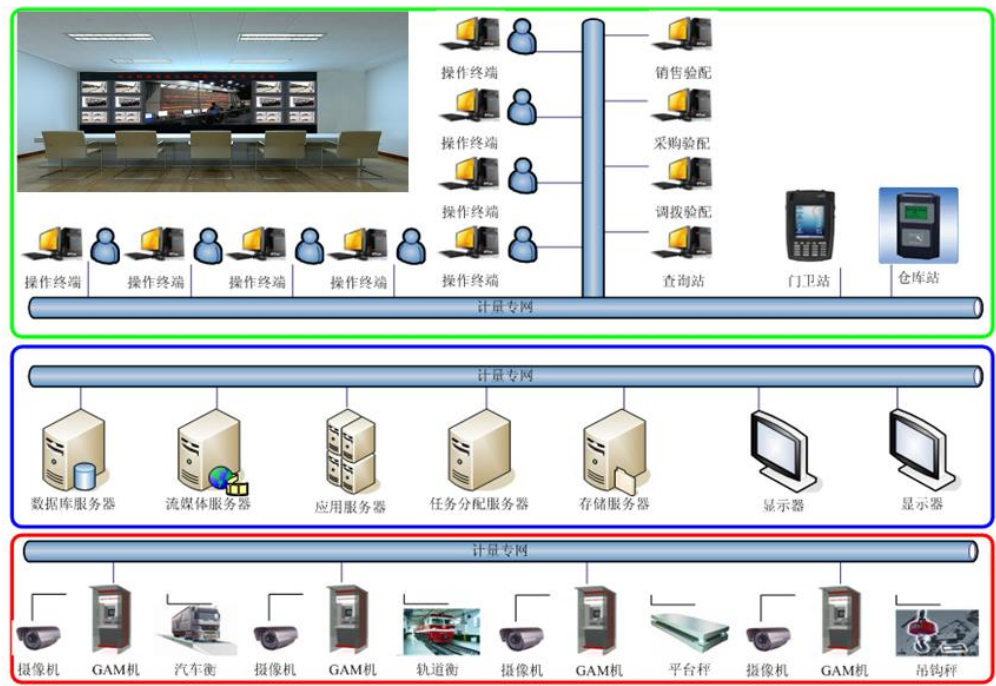 操作终端 销售验配
操作终端 采购验配
操作终端 调拨验配
操作终端 操作终端 操作终端 操作终端 操作终端 查询站 门卫站 仓库站
计量专网
计量专网
数据库服务器 流媒体服务器 应用服务器 任务分配服务器 存储服务器 显示器 显示器
计量专网
摄像机 GAM机 汽车衡 摄像机 GAM机 轨道衡 摄像机 GAM机 平台秤 摄像机 GAM机 吊钩秤